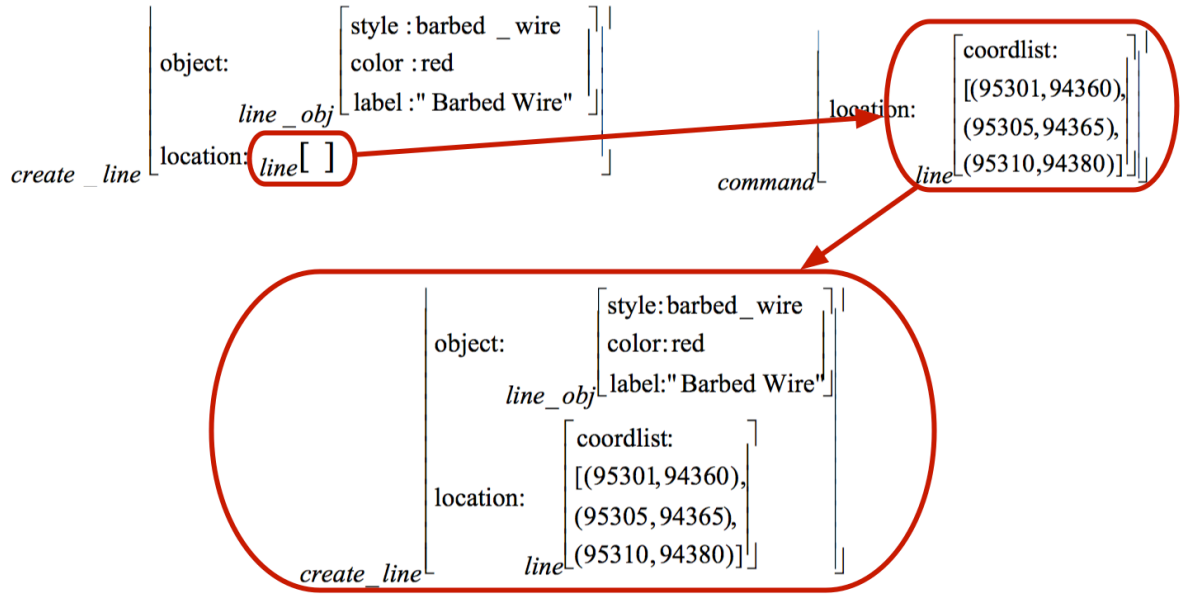 style :barbed _ wire
object: color :red
label :" Barbed Wire"
line _ obj
location: line[ ]
create _ line
coordlist:
[(95301,94360),
location:
(95305,94365),
(95310,94380)]
line
command
style:barbed_wire
object: color:red
label:" Barbed Wire"
line_obj
coordlist:
[(95301,94360),
location:
(95305,94365),
(95310,94380)]
line
create_line